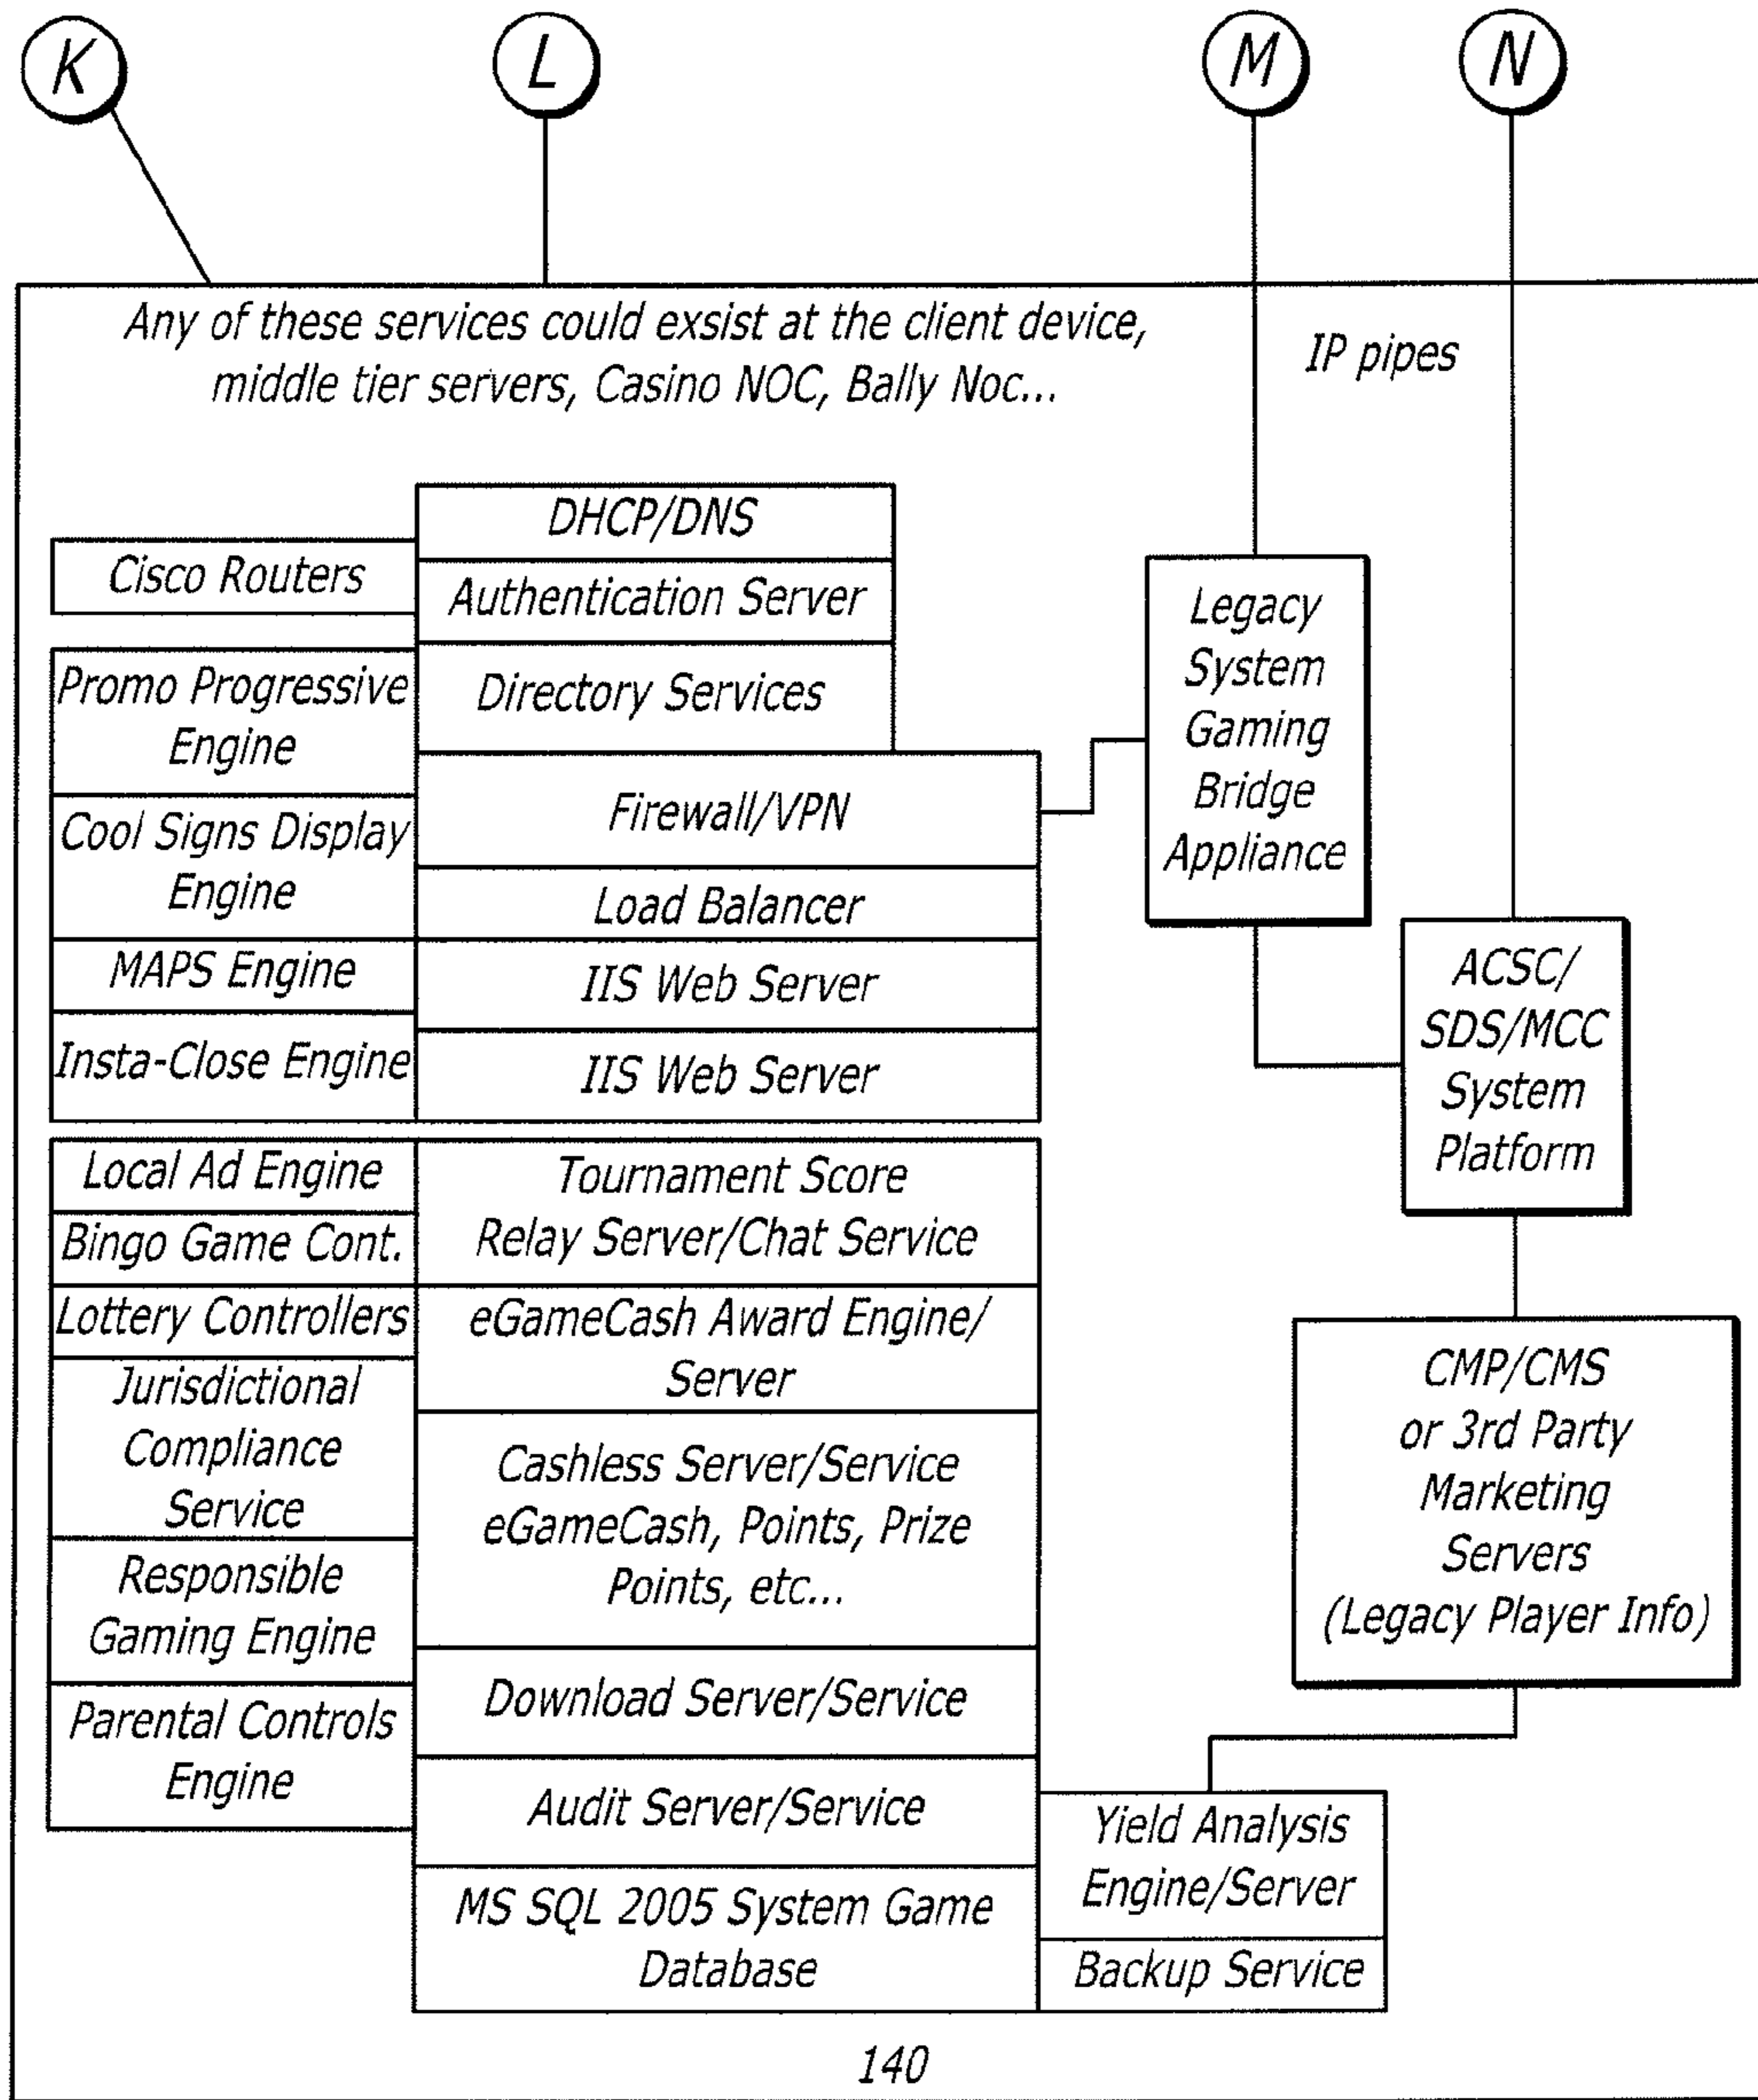 K
L
M
N
Any of these services could exsist at the client device,
middle tier servers, Casino NOC, Bally Noc...
IP pipes
DHCP/DNS
Cisco Routers
Authentication Server
Promo Progressive
Engine
Directory Services
Cool Signs Display
Engine
Firewall/VPN
Load Balancer
MAPS Engine
IIS Web Server
Insta-Close Engine
IIS Web Server
Legacy
System
Gaming
Bridge
Appliance
ACSC/
SDS/MCC
System
Platform
Local Ad Engine
Bingo Game Cont.
Lottery Controllers
Jurisdictional
Compliance
Service
Responsible
Gaming Engine
Parental Controls
Engine
Tournament Score
Relay Server/Chat Service
eGameCash Award Engine/
Server
Cashless Server/Service
eGameCash, Points, Prize
Points, etc...
Download Server/Service
Audit Server/Service
MS SQL 2005 System Game
Database
CMP/CMS
or 3rd Party
Marketing
Servers
(Legacy Player Info)
Yield Analysis
Engine/Server
Backup Service
140